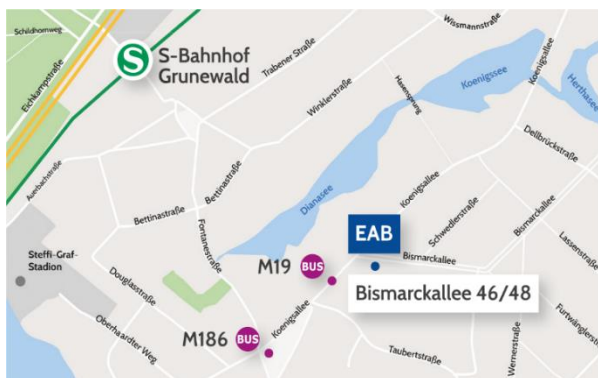 Schildhornweg
Eichkampstraße
S
S-Bahnhof
Grunewald
Trabener Straße
Wissmannstraße
Koenigsallee
Koenigssee
Herthasee
Winklerstraße
Hasensprung
Dellbrückstraße
Auerbachstraße
Bettinastraße
Dianasee
Koenigsallee
Bettinastraße
Fontanestraße
Schwedlerstraße
Bismarckallee
EAB
Lassenstraße
Steffi-Graf-
Stadion
Douglasstraße
M19
BUS
Bismarckallee
Bismarckallee 46/48
Koenigsallee
Furtwänglerstr
Oberhaardter Weg
M186
BUS
Taubertstraße
Wernerstraße